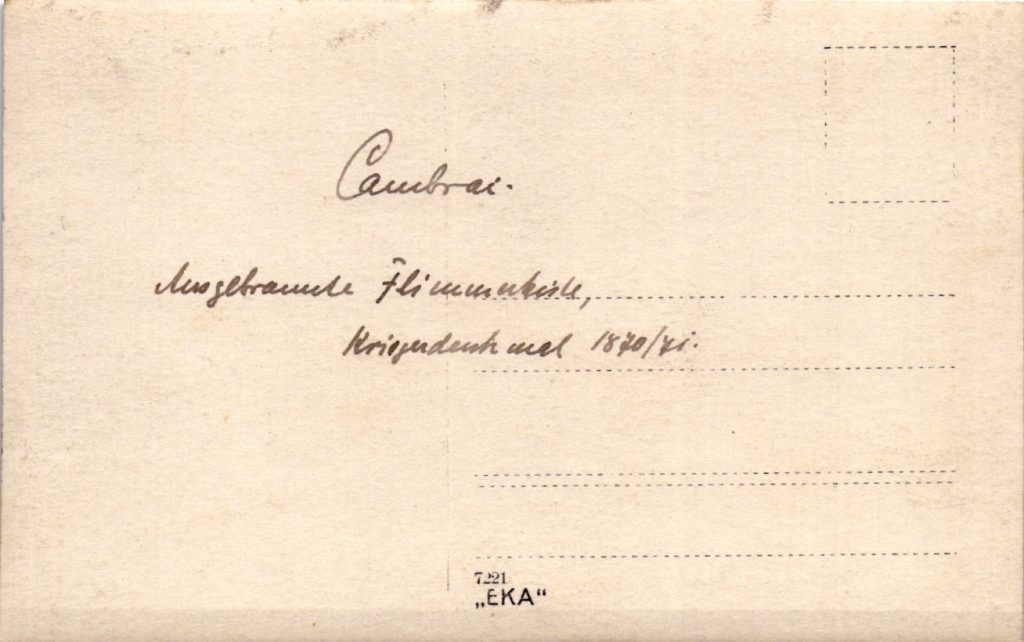 Cambrai.
Ausgebrannte Flimmerkiste,
Kriegerdenkmal 1870/71.
7221
„EKA“